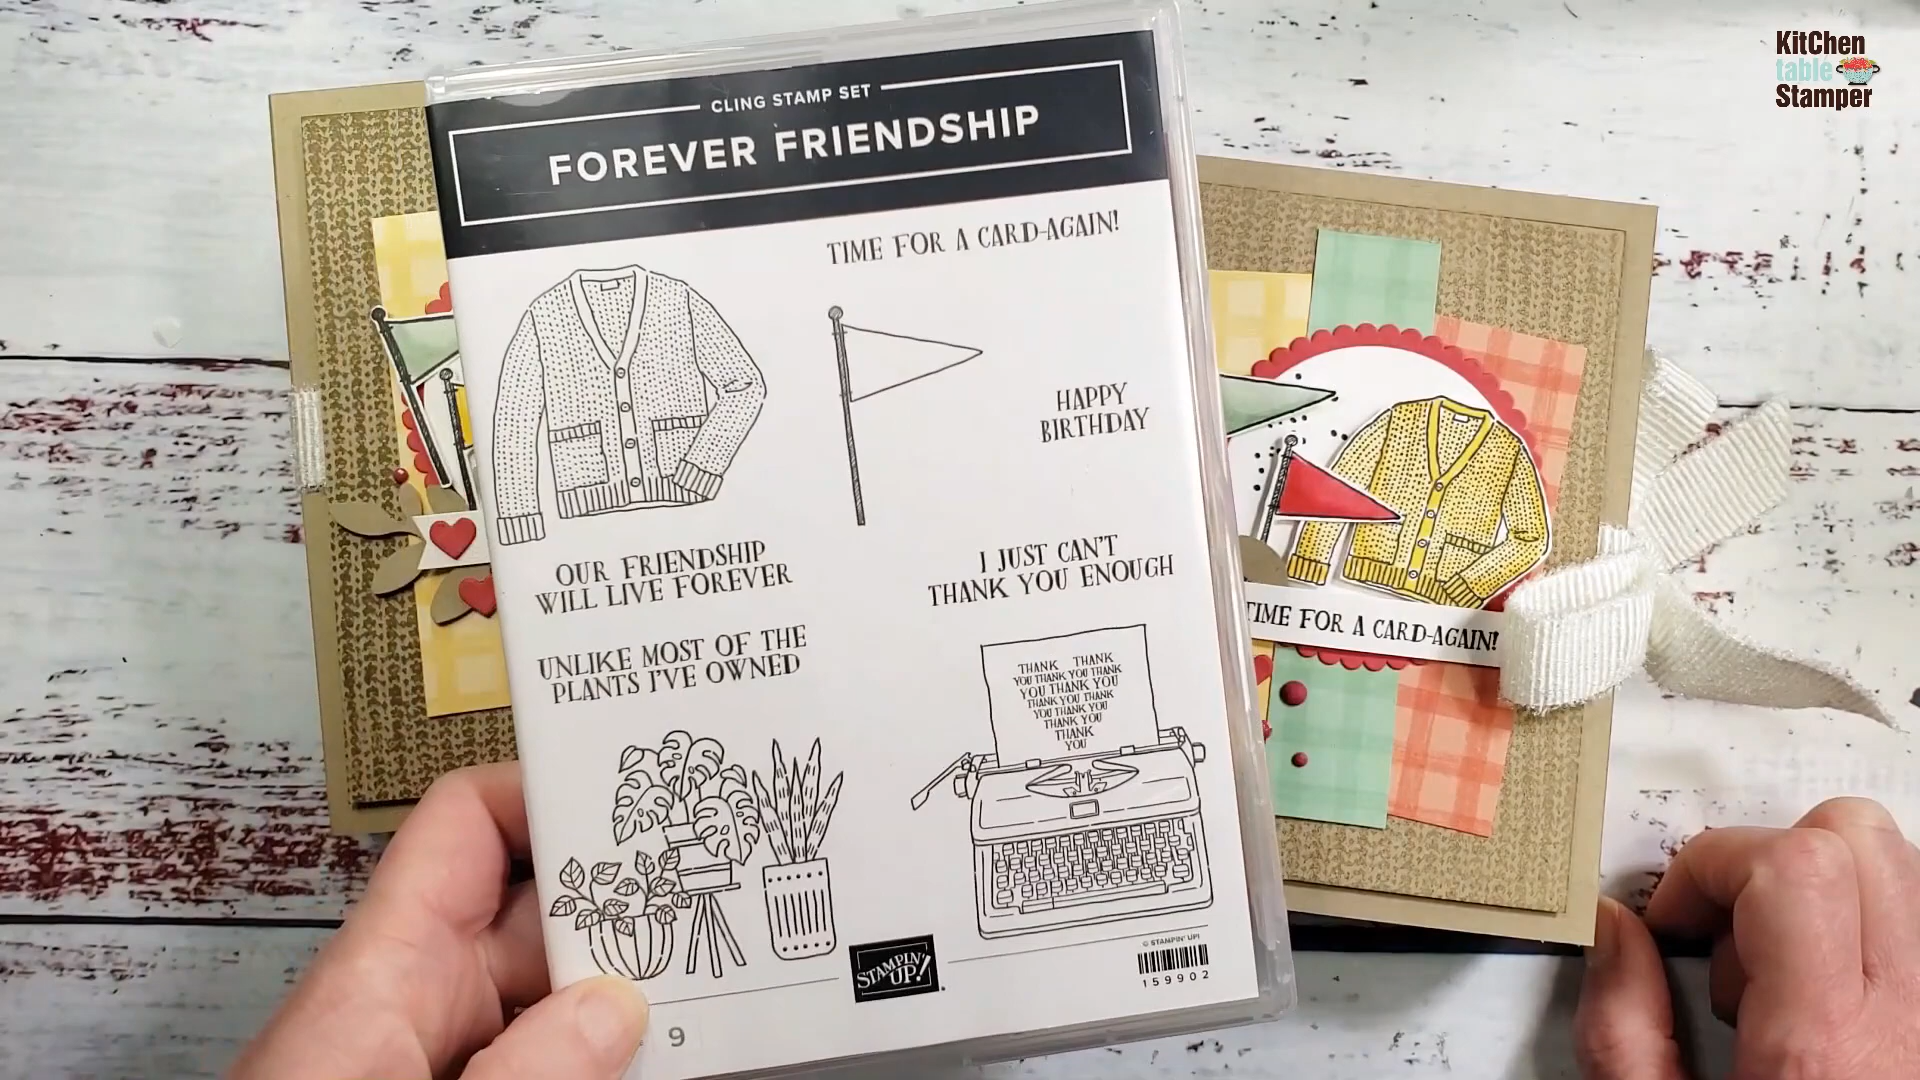 KitChen
table
Stamper
CLING STAMP SET
FOREVER FRIENDSHIP
TIME FOR A CARD-AGAIN!
HAPPY
BIRTHDAY
OUR FRIENDSHIP
WILL LIVE FOREVER
I JUST CAN'T
THANK YOU ENOUGH
UNLIKE MOST OF THE
PLANTS I'VE OWNED
THANK THANK
YOU THANK YOU THANK
YOU THANK YOU
THANK YOU THANK
YOU THANK YOU
THANK YOU
THANK
YOU
STAMPIN' UP!
© STAMPIN' UP!
159902
9
TIME FOR A CARD-AGAIN!